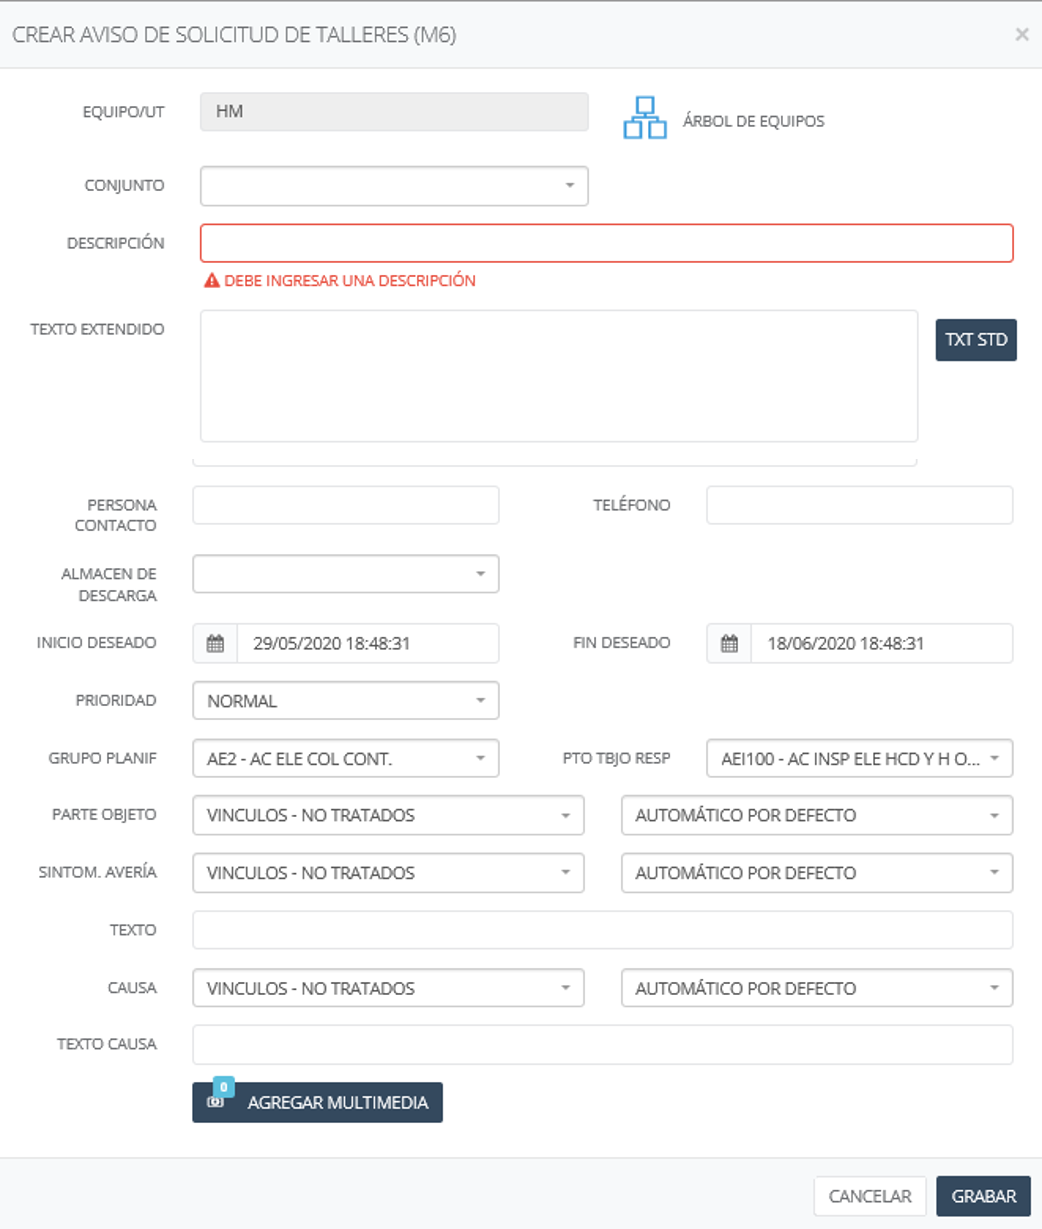 CREAR AVISO DE SOLICITUD DE TALLERES (M6) ×
EQUIPO/UT HM ÁRBOL DE EQUIPOS
CONJUNTO
DESCRIPCIÓN
DEBE INGRESAR UNA DESCRIPCIÓN
TEXTO EXTENDIDO TXT STD
PERSONA
CONTACTO
TELÉFONO
ALMACEN DE
DESCARGA
INICIO DESEADO 29/05/2020 18:48:31 FIN DESEADO 18/06/2020 18:48:31
PRIORIDAD NORMAL
GRUPO PLANIF AE2 - AC ELE COL CONT. PTO TBJO RESP AEI100 - AC INSP ELE HCD Y H O...
PARTE OBJETO VINCULOS - NO TRATADOS AUTOMÁTICO POR DEFECTO
SINTOM. AVERÍA VINCULOS - NO TRATADOS AUTOMÁTICO POR DEFECTO
TEXTO
CAUSA VINCULOS - NO TRATADOS AUTOMÁTICO POR DEFECTO
TEXTO CAUSA
0
AGREGAR MULTIMEDIA
CANCELAR GRABAR